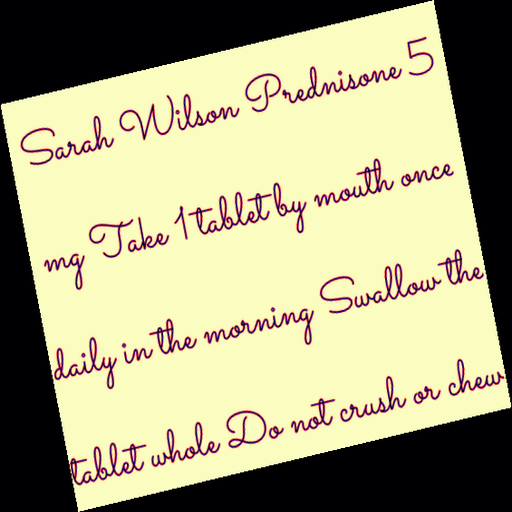 Sarah Wilson Prednisone 5
mg Take 1 tablet by mouth once
daily in the morning Swallow the
tablet whole Do not crush or chew